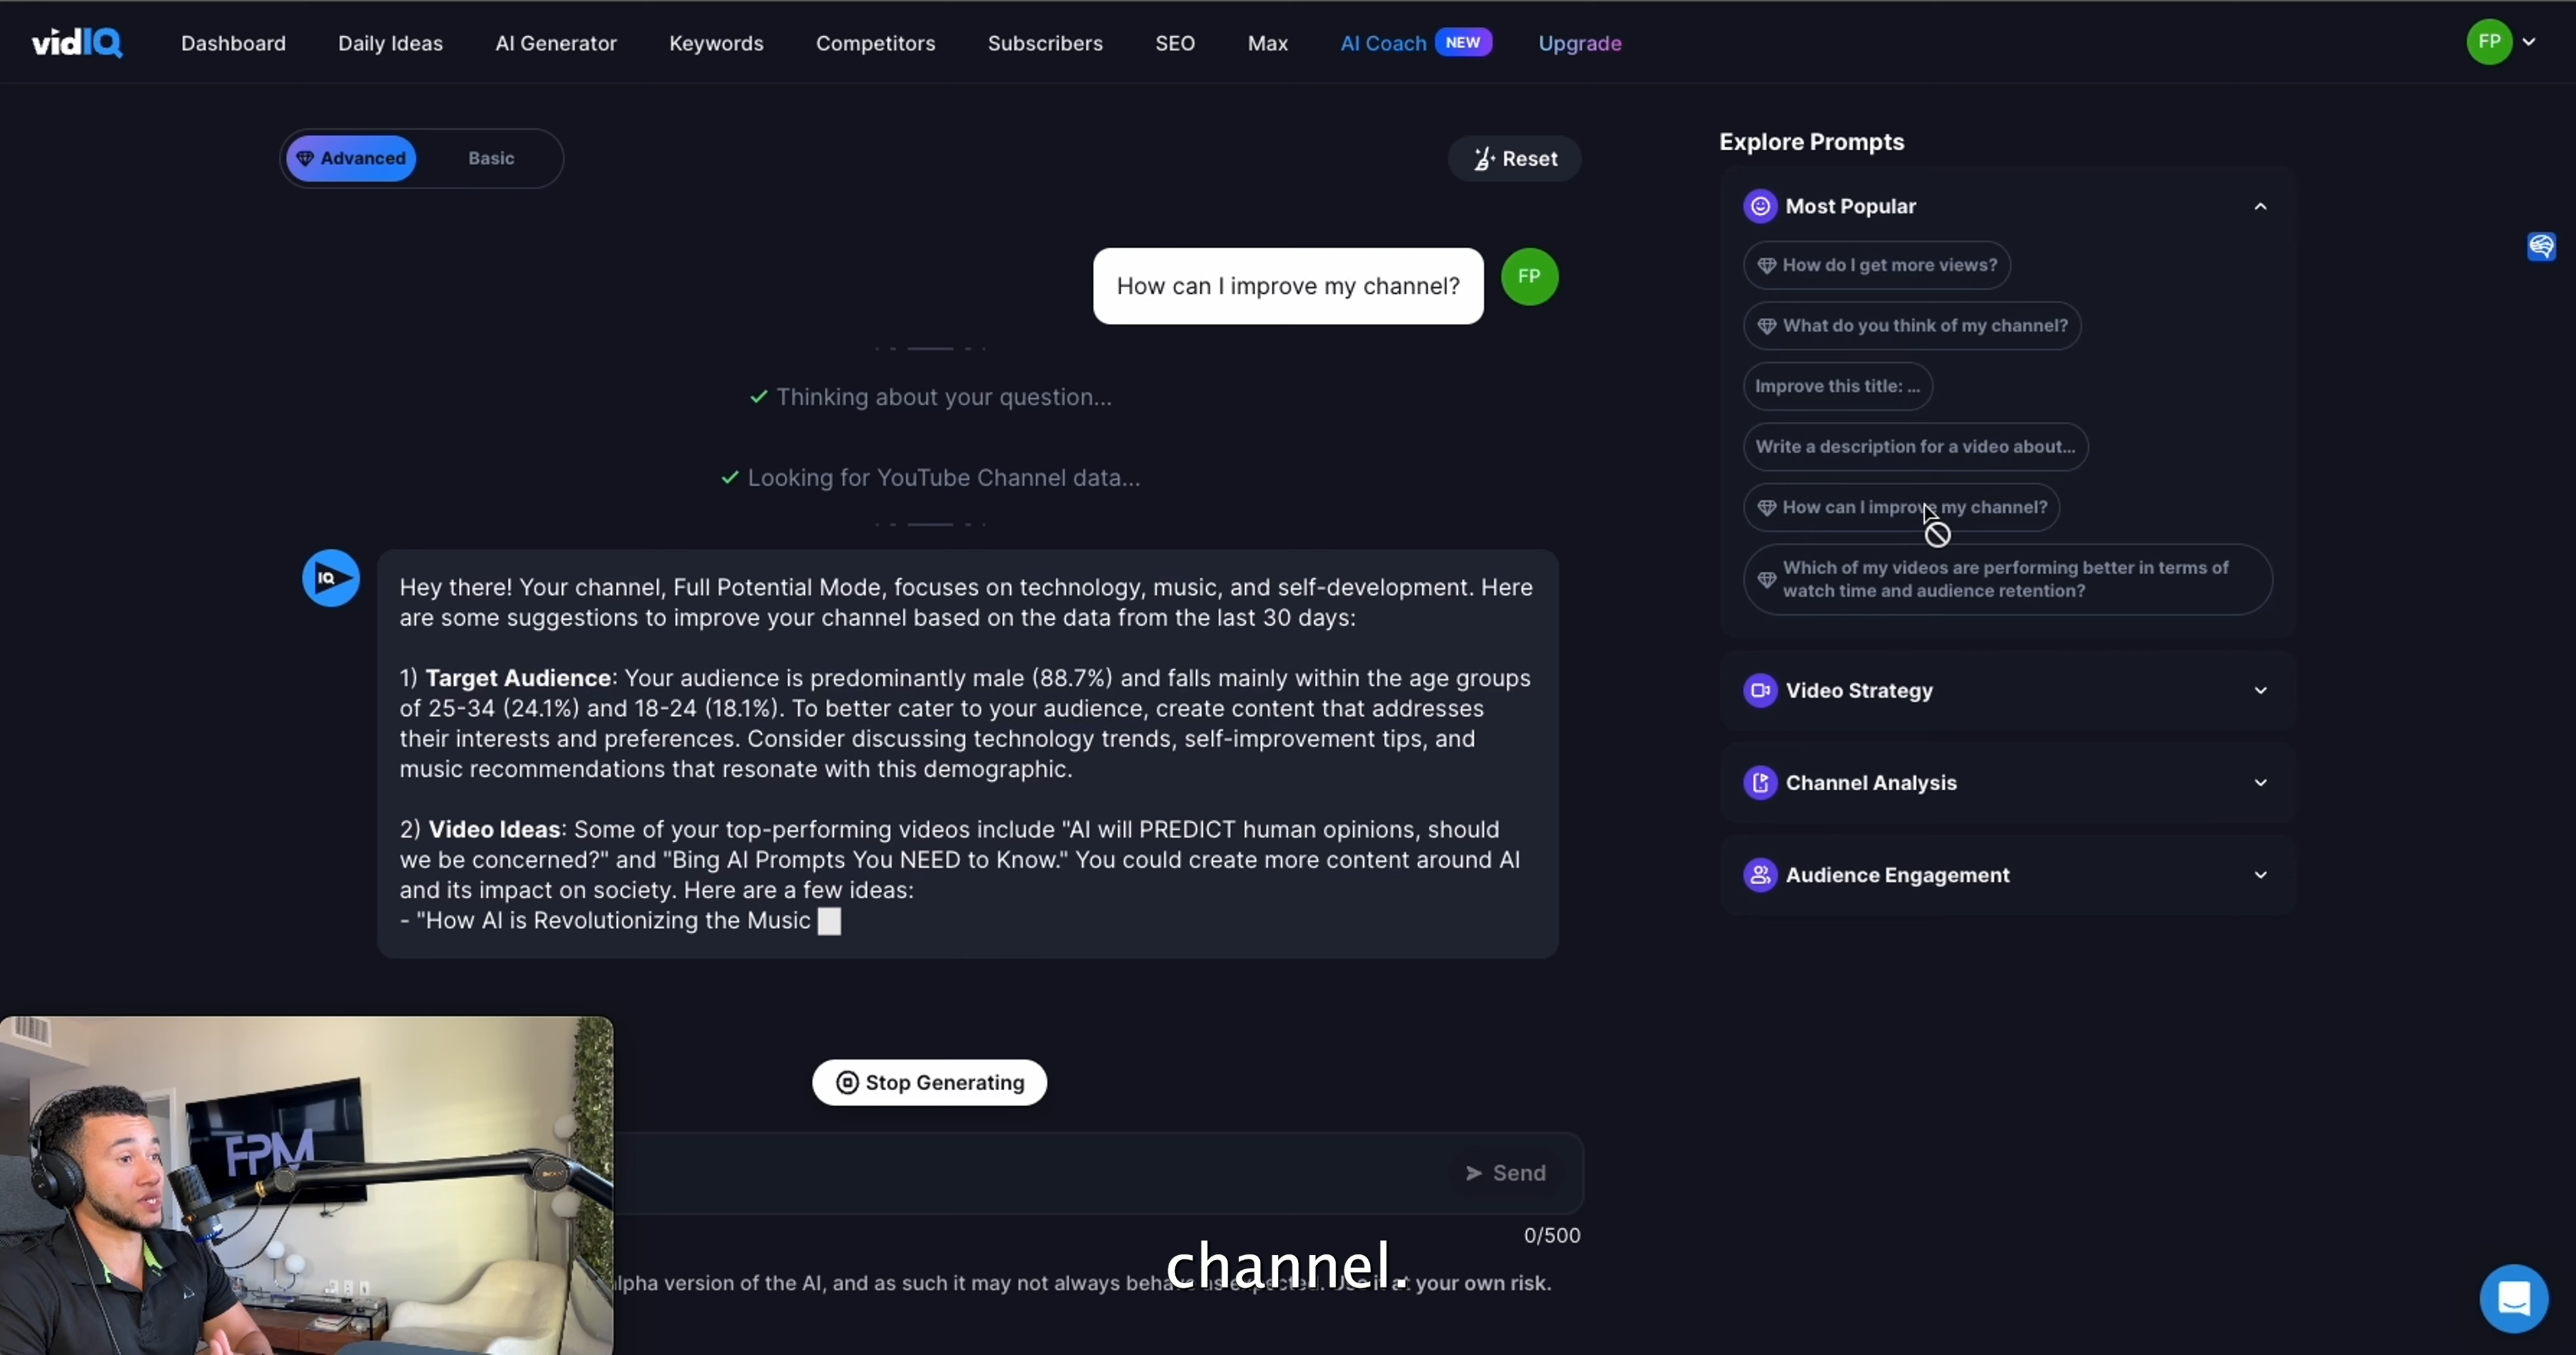 vidIQ
Dashboard
Daily Ideas
AI Generator
Keywords
Competitors
Subscribers
SEO
Max
AI Coach NEW
Upgrade
FP
Advanced
Basic
Reset
How can I improve my channel?
FP
Thinking about your question...
Looking for YouTube Channel data...
IQ
Hey there! Your channel, Full Potential Mode, focuses on technology, music, and self-development. Here
are some suggestions to improve your channel based on the data from the last 30 days:
1) Target Audience: Your audience is predominantly male (88.7%) and falls mainly within the age groups
of 25-34 (24.1%) and 18-24 (18.1%). To better cater to your audience, create content that addresses
their interests and preferences. Consider discussing technology trends, self-improvement tips, and
music recommendations that resonate with this demographic.
2) Video Ideas: Some of your top-performing videos include "AI will PREDICT human opinions, should
we be concerned?" and "Bing AI Prompts You NEED to Know." You could create more content around AI
and its impact on society. Here are a few ideas:
- "How AI is Revolutionizing the Music
Stop Generating
Send
0/500
version of the AI, and as such it may not always at your own risk.
channel.
FPM
Explore Prompts
Most Popular
How do I get more views?
What do you think of my channel?
Improve this title: ...
Write a description for a video about...
How can I improve my channel?
Which of my videos are performing better in terms of
watch time and audience retention?
Video Strategy
Channel Analysis
Audience Engagement